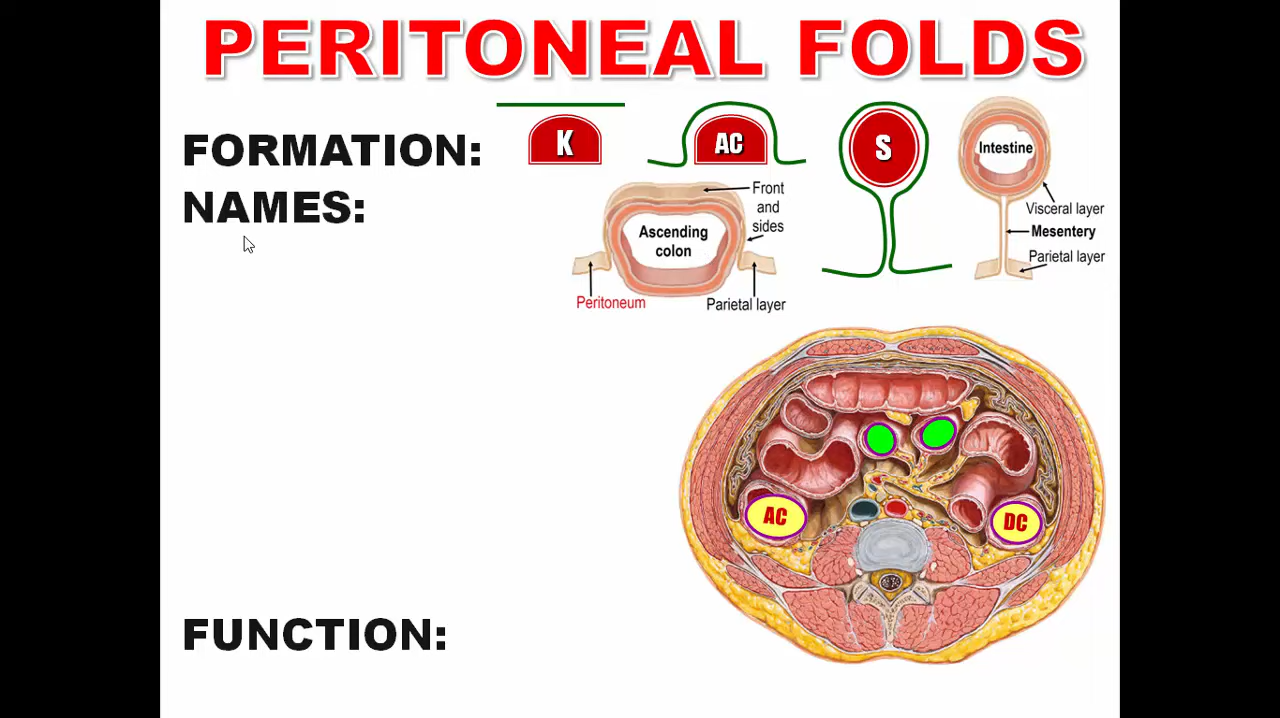 PERITONEAL FOLDS
FORMATION:
K
AC
S
Intestine
Visceral layer
Mesentery
Parietal layer
NAMES:
Front
and
sides
Ascending
colon
Peritoneum
Parietal layer
AC
DC
FUNCTION: